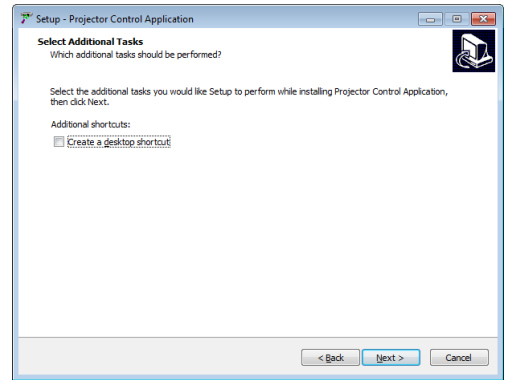 Setup - Projector Control Application
Select Additional Tasks
Which additional tasks should be performed?
Select the additional tasks you would like Setup to perform while installing Projector Control Application,
then click Next.
Additional shortcuts:
Create a desktop shortcut
< Back
Next >
Cancel